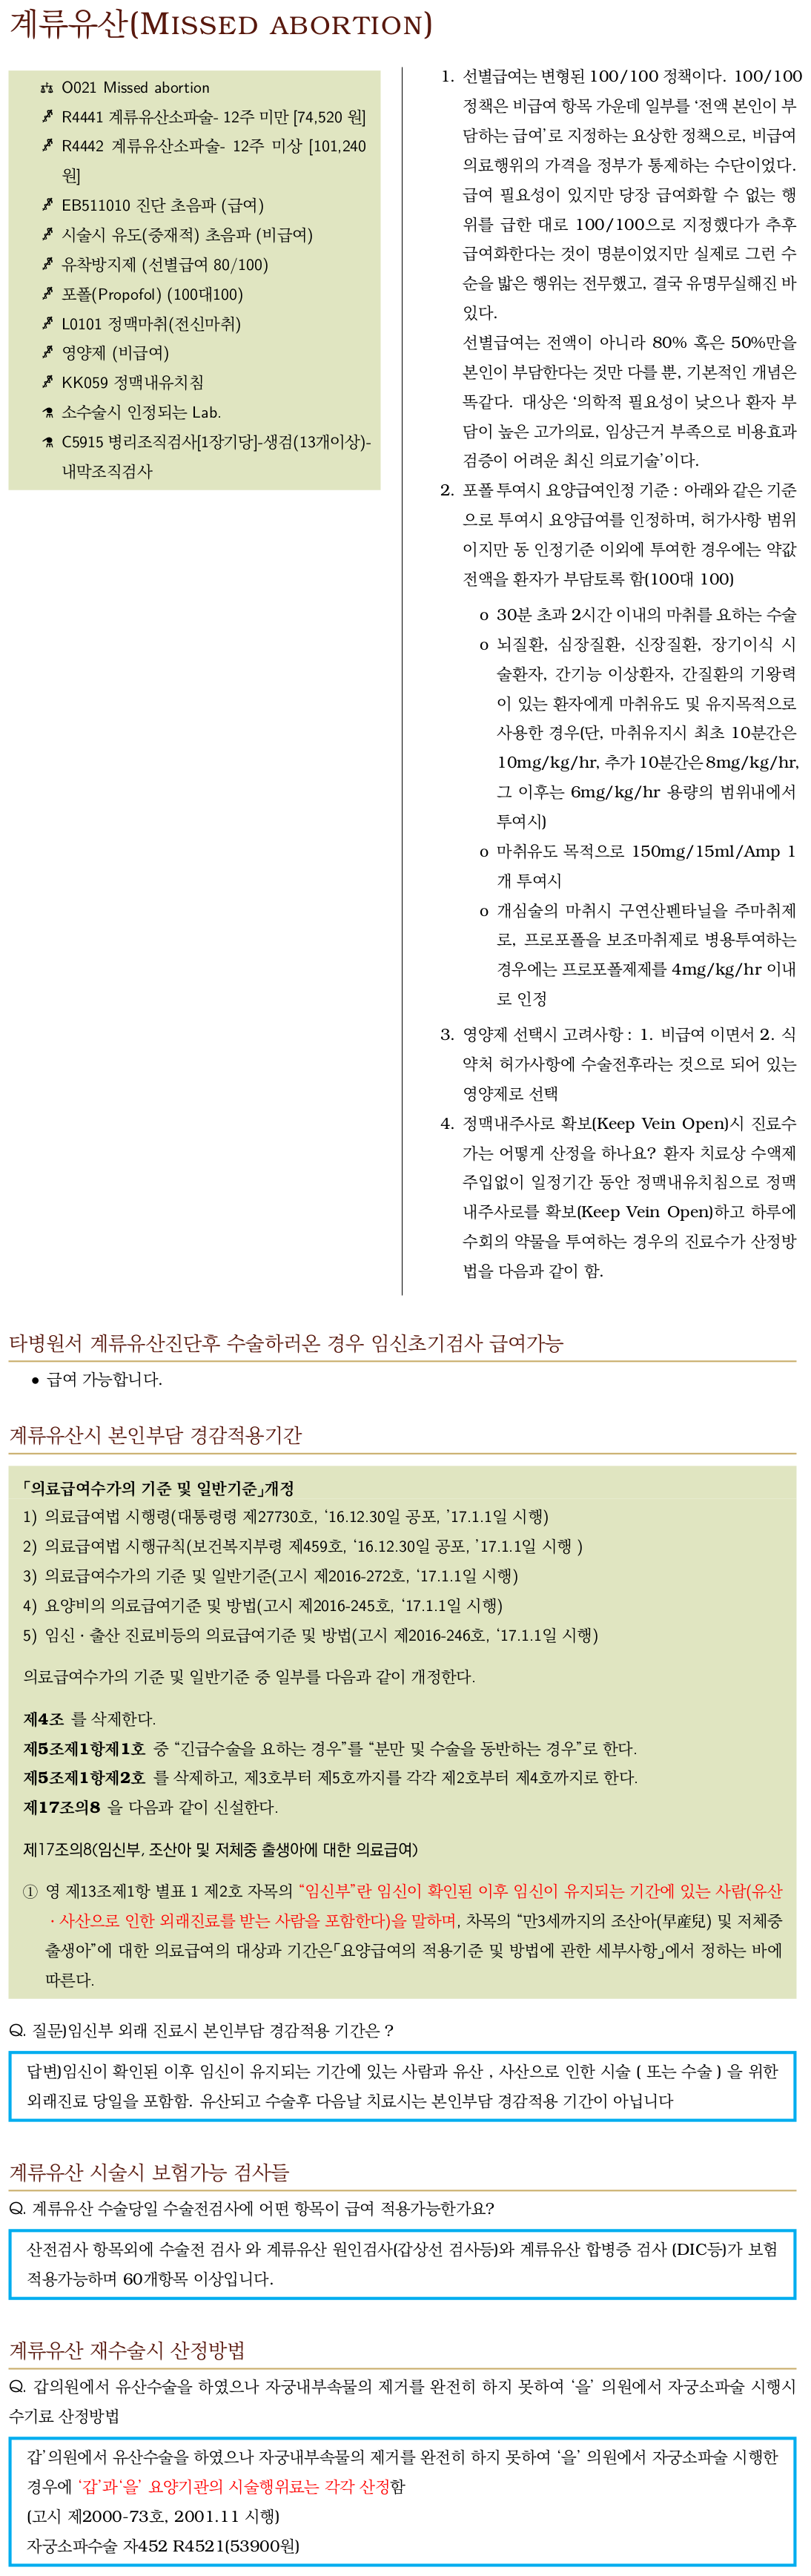 계류유산(MISSED ABORTION)
O021 Missed abortion
R4441 계류유산소파술- 12주 미만 [74,520 원]
R4442 계류유산소파술- 12주 미상 [101,240
원]
EB511010 진단 초음파 (급여)
시술시 유도(중재적) 초음파 (비급여)
유착방지제 (선별급여 80/100)
포폴(Propofol) (100대100)
L0101 정맥마취(전신마취)
영양제 (비급여)
KK059 정맥내유치침
소수술시 인정되는 Lab.
C5915 병리조직검사[1장기당]-생검(13개이상)-
내막조직검사
1. 선별급여는 변형된 100/100 정책이다. 100/100
정책은 비급여 항목 가운데 일부를 ‘전액 본인이 부
담하는 급여’로 지정하는 요상한 정책으로, 비급여
의료행위의 가격을 정부가 통제하는 수단이었다.
급여 필요성이 있지만 당장 급여화할 수 없는 행
위를 급한 대로 100/100으로 지정했다가 추후
급여화한다는 것이 명분이었지만 실제로 그런 수
순을 밟은 행위는 전무했고, 결국 유명무실해진 바
있다.
선별급여는 전액이 아니라 80% 혹은 50%만을
본인이 부담한다는 것만 다를 뿐, 기본적인 개념은
똑같다. 대상은 ‘의학적 필요성이 낮으나 환자 부
담이 높은 고가의료, 임상근거 부족으로 비용효과
검증이 어려운 최신 의료기술’이다.
2. 포폴 투여시 요양급여인정 기준 : 아래와 같은 기준
으로 투여시 요양급여를 인정하며, 허가사항 범위
이지만 동 인정기준 이외에 투여한 경우에는 약값
전액을 환자가 부담토록 함(100대 100)
o 30분 초과 2시간 이내의 마취를 요하는 수술
o 뇌질환, 심장질환, 신장질환, 장기이식 시
술환자, 간기능 이상환자, 간질환의 기왕력
이 있는 환자에게 마취유도 및 유지목적으로
사용한 경우(단, 마취유지시 최초 10분간은
10mg/kg/hr, 추가 10분간은 8mg/kg/hr,
그 이후는 6mg/kg/hr 용량의 범위내에서
투여시)
o 마취유도 목적으로 150mg/15ml/Amp 1
개 투여시
o 개심술의 마취시 구연산펜타닐을 주마취제
로, 프로포폴을 보조마취제로 병용투여하는
경우에는 프로포폴제제를 4mg/kg/hr 이내
로 인정
3. 영양제 선택시 고려사항 : 1. 비급여 이면서 2. 식
약처 허가사항에 수술전후라는 것으로 되어 있는
영양제로 선택
4. 정맥내주사로 확보(Keep Vein Open)시 진료수
가는 어떻게 산정을 하나요? 환자 치료상 수액제
주입없이 일정기간 동안 정맥내유치침으로 정맥
내주사로를 확보(Keep Vein Open)하고 하루에
수회의 약물을 투여하는 경우의 진료수가 산정방
법을 다음과 같이 함.
타병원서 계류유산진단후 수술하러온 경우 임신초기검사 급여가능
• 급여 가능합니다.
계류유산시 본인부담 경감적용기간
「의료급여수가의 기준 및 일반기준」개정
1) 의료급여법 시행령(대통령령 제27730호, ‘16.12.30일 공포, ’17.1.1일 시행)
2) 의료급여법 시행규칙(보건복지부령 제459호, ‘16.12.30일 공포, ’17.1.1일 시행 )
3) 의료급여수가의 기준 및 일반기준(고시 제2016-272호, ‘17.1.1일 시행)
4) 요양비의 의료급여기준 및 방법(고시 제2016-245호, ‘17.1.1일 시행)
5) 임신 · 출산 진료비등의 의료급여기준 및 방법(고시 제2016-246호, ‘17.1.1일 시행)
의료급여수가의 기준 및 일반기준 중 일부를 다음과 같이 개정한다.
제4조 를 삭제한다.
제5조제1항제1호 중 “긴급수술을 요하는 경우”를 “분만 및 수술을 동반하는 경우”로 한다.
제5조제1항제2호 를 삭제하고, 제3호부터 제5호까지를 각각 제2호부터 제4호까지로 한다.
제17조의8 을 다음과 같이 신설한다.
제17조의8(임신부, 조산아 및 저체중 출생아에 대한 의료급여)
① 영 제13조제1항 별표 1 제2호 자목의 “임신부”란 임신이 확인된 이후 임신이 유지되는 기간에 있는 사람(유산
· 사산으로 인한 외래진료를 받는 사람을 포함한다)을 말하며, 차목의 “만3세까지의 조산아(早産兒) 및 저체중
출생아”에 대한 의료급여의 대상과 기간은「요양급여의 적용기준 및 방법에 관한 세부사항」에서 정하는 바에
따른다.
Q. 질문)임신부 외래 진료시 본인부담 경감적용 기간은 ?
답변)임신이 확인된 이후 임신이 유지되는 기간에 있는 사람과 유산 , 사산으로 인한 시술 ( 또는 수술 ) 을 위한
외래진료 당일을 포함함. 유산되고 수술후 다음날 치료시는 본인부담 경감적용 기간이 아닙니다
계류유산 시술시 보험가능 검사들
Q. 계류유산 수술당일 수술전검사에 어떤 항목이 급여 적용가능한가요?
산전검사 항목외에 수술전 검사 와 계류유산 원인검사(갑상선 검사등)와 계류유산 합병증 검사 (DIC등)가 보험
적용가능하며 60개항목 이상입니다.
계류유산 재수술시 산정방법
Q. 갑의원에서 유산수술을 하였으나 자궁내부속물의 제거를 완전히 하지 못하여 ‘을’ 의원에서 자궁소파술 시행시
수기료 산정방법
갑’의원에서 유산수술을 하였으나 자궁내부속물의 제거를 완전히 하지 못하여 ‘을’ 의원에서 자궁소파술 시행한
경우에 ‘갑’과‘을’ 요양기관의 시술행위료는 각각 산정함
(고시 제2000-73호, 2001.11 시행)
자궁소파수술 자452 R4521(53900원)